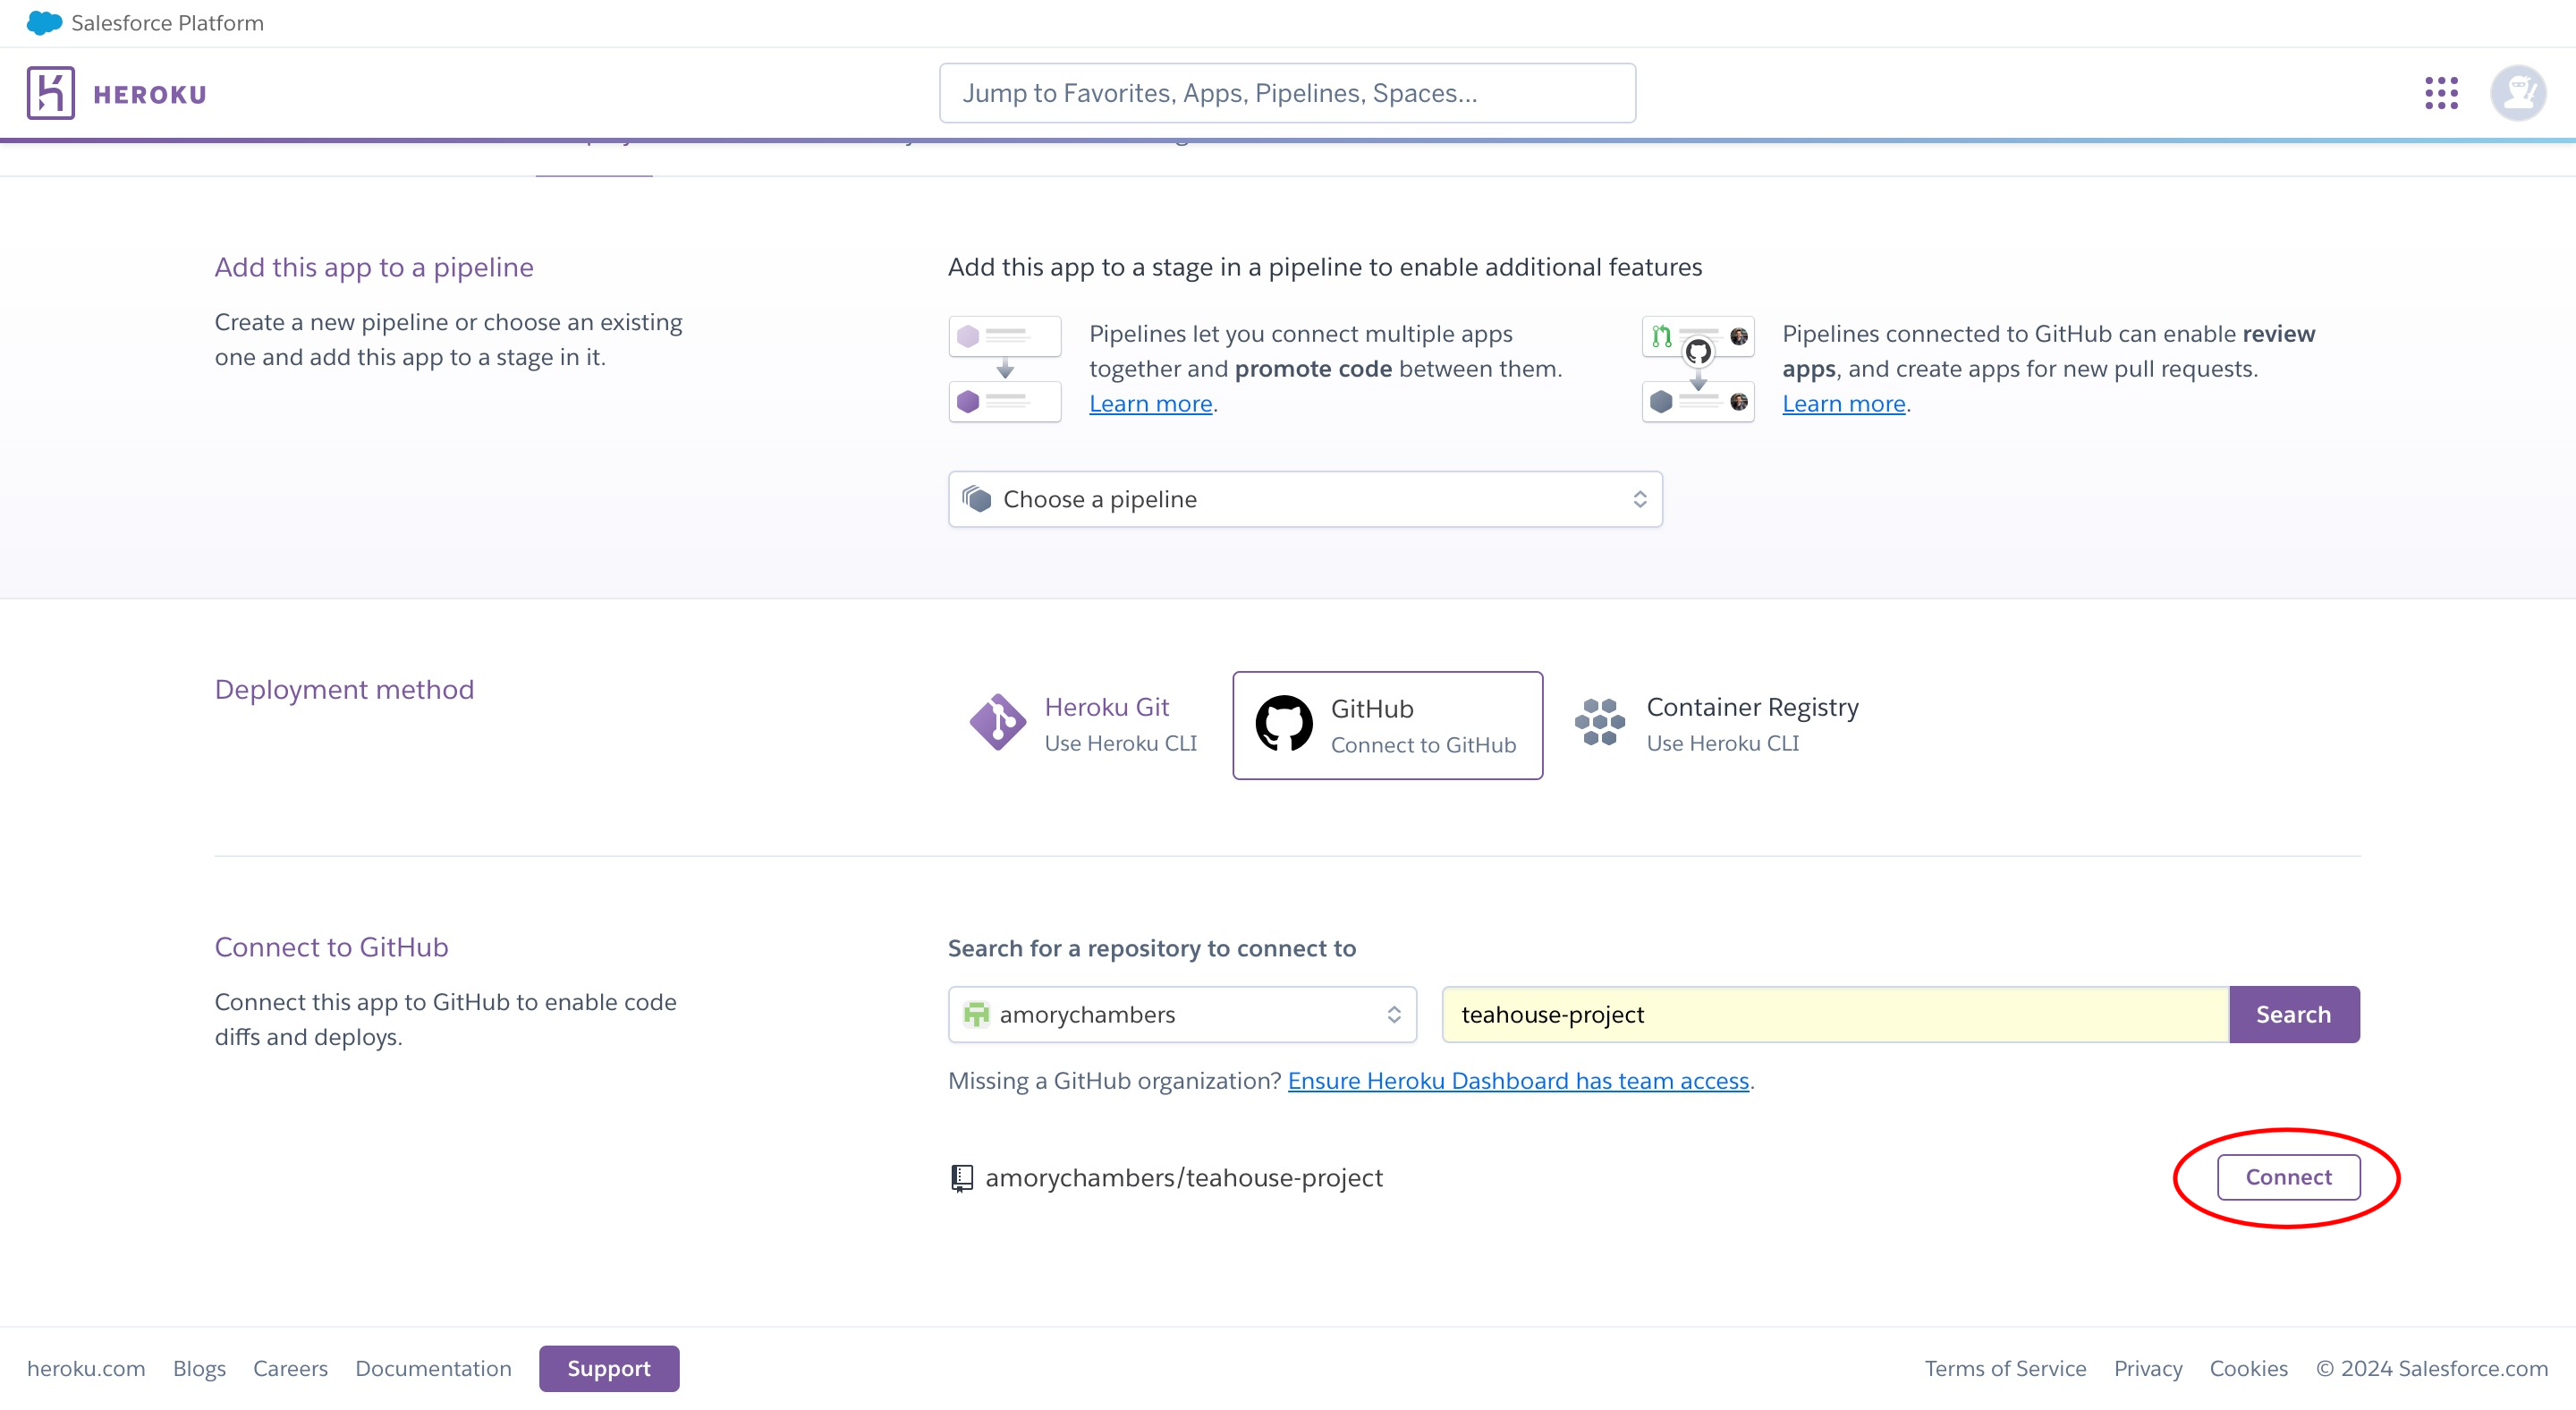 Salesforce Platform
HEROKU
Jump to Favorites, Apps, Pipelines, Spaces...
Add this app to a pipeline
Create a new pipeline or choose an existing
one and add this app to a stage in it.
Add this app to a stage in a pipeline to enable additional features
Pipelines let you connect multiple apps
together and promote code between them.
Learn more.
Pipelines connected to GitHub can enable review
apps, and create apps for new pull requests.
Learn more.
Choose a pipeline
Deployment method
Heroku Git
Use Heroku CLI
GitHub
Connect to GitHub
Container Registry
Use Heroku CLI
Connect to GitHub
Connect this app to GitHub to enable code
diffs and deploys.
Search for a repository to connect to
amorychambers
teahouse-project
Search
Missing a GitHub organization? Ensure Heroku Dashboard has team access.
amorychambers/teahouse-project
Connect
heroku.com
Blogs
Careers
Documentation
Support
Terms of Service
Privacy
Cookies
© 2024 Salesforce.com